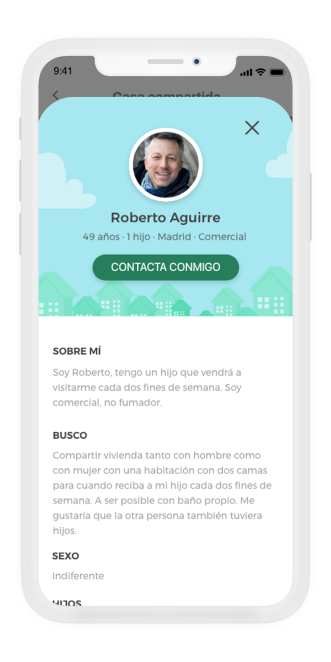 9:41
Casa compartida
Roberto Aguirre
49 años · 1 hijo · Madrid · Comercial
CONTACTA CONMIGO
SOBRE MÍ
Soy Roberto, tengo un hijo que vendrá a
visitarme cada dos fines de semana. Soy
comercial, no fumador.
BUSCO
Compartir vivienda tanto con hombre como
con mujer con una habitación con dos camas
para cuando reciba a mi hijo cada dos fines de
semana. A ser posible con baño propio. Me
gustaría que la otra persona también tuviera
hijos.
SEXO
Indiferente
HIJOS